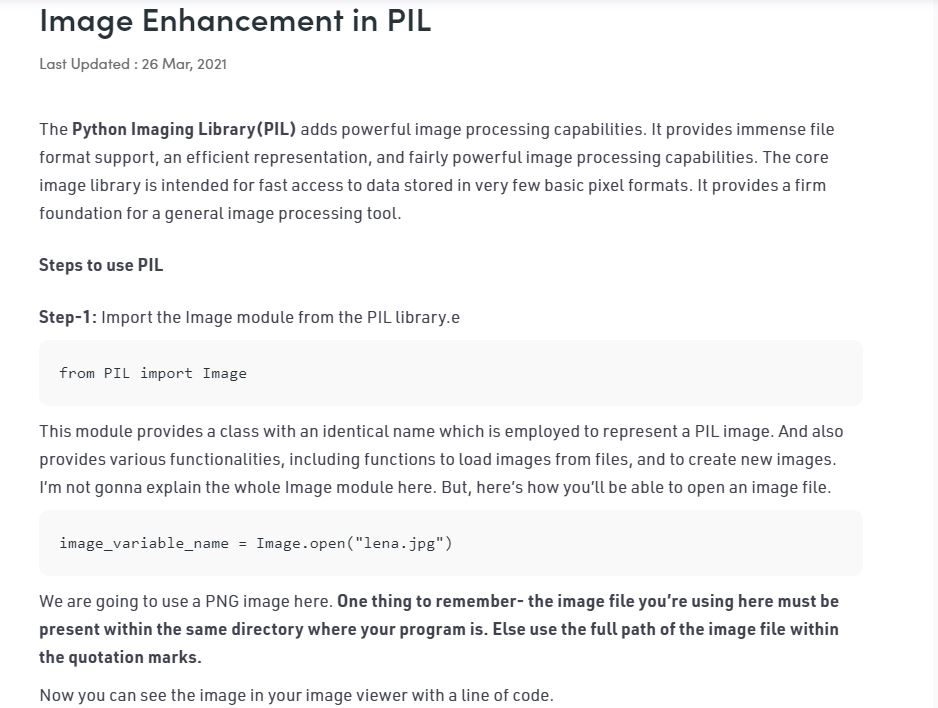 Image Enhancement in PIL
Last Updated : 26 Mar, 2021
The Python Imaging Library(PIL) adds powerful image processing capabilities. It provides immense file
format support, an efficient representation, and fairly powerful image processing capabilities. The core
image library is intended for fast access to data stored in very few basic pixel formats. It provides a firm
foundation for a general image processing tool.
Steps to use PIL
Step-1: Import the Image module from the PIL library.e
from PIL import Image
This module provides a class with an identical name which is employed to represent a PIL image. And also
provides various functionalities, including functions to load images from files, and to create new images.
I’m not gonna explain the whole Image module here. But, here’s how you’ll be able to open an image file.
image_variable_name = Image.open("lena.jpg")
We are going to use a PNG image here. One thing to remember- the image file you’re using here must be
present within the same directory where your program is. Else use the full path of the image file within
the quotation marks.
Now you can see the image in your image viewer with a line of code.